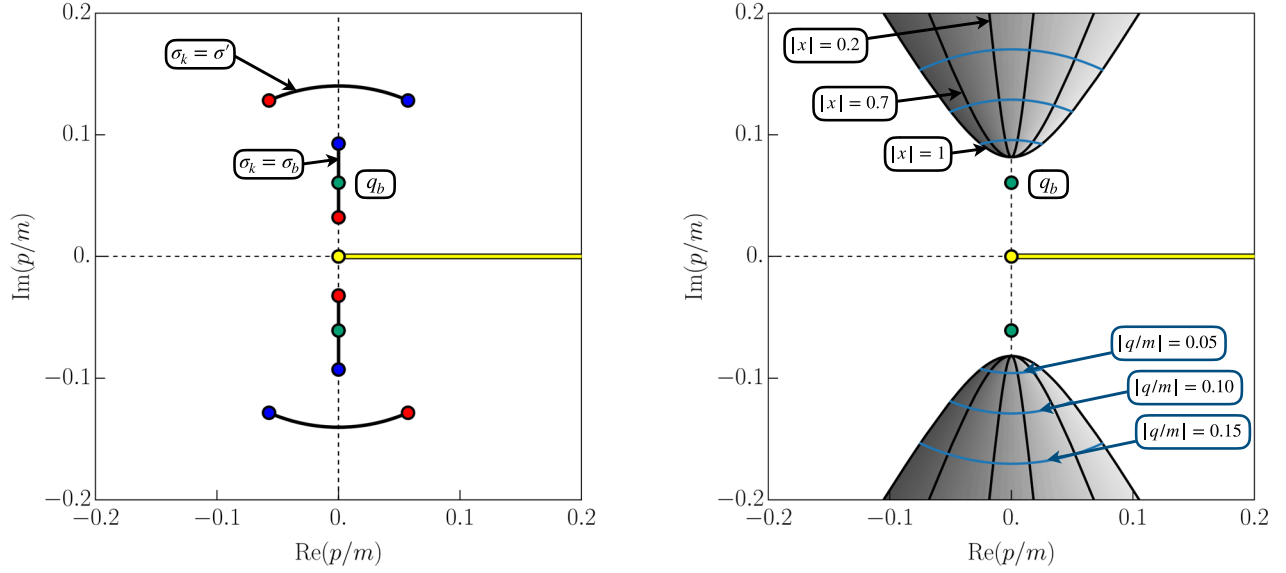 0.2
0.1
0.
−0.1
−0.2
Im(p/m)
−0.2
−0.1
0.
0.1
0.2
Re(p/m)
σ_k = σ′
σ_k = σ_b
q_b
0.2
0.1
0.
−0.1
−0.2
Im(p/m)
−0.2
−0.1
0.
0.1
0.2
Re(p/m)
|x| = 0.2
|x| = 0.7
|x| = 1
q_b
|q/m| = 0.05
|q/m| = 0.10
|q/m| = 0.15